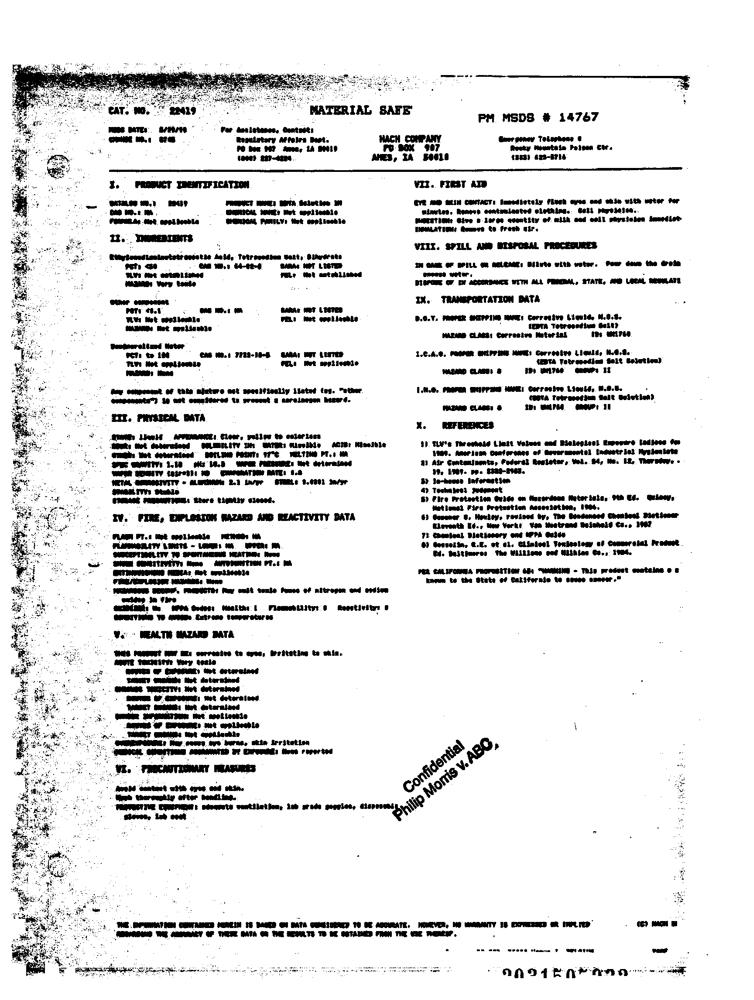 CAT. NO. 22419
MATERIAL SAFE
PM MSDS # 14767
For Assistance, Contact:
Regulatory Affairs Dept.
PO Box 907 Ames, IA 50010
(800) 227-4224
HACH COMPANY
PO BOX 907
AMES, IA 50010
Emergency Telephone #
Rocky Mountain Poison Ctr.
(303) 623-5716
I. PRODUCT IDENTIFICATION
CATALOG NO.: 22419 PRODUCT NAME: EDTA Solution 1M
CAS NO.: NA CHEMICAL NAME: Not applicable
FORMULA: Not applicable CHEMICAL FAMILY: Not applicable
II. INGREDIENTS
Ethylenediaminetetraacetic Acid, Tetrasodium Salt, Dihydrate
PCT: CAS NO.: 64-02-8 SARA: NOT LISTED
TLV: Not established PEL: Not established
HAZARD: Very toxic
Other component
PCT: <0.1 CAS NO.: NA SARA: NOT LISTED
TLV: Not applicable PEL: Not applicable
HAZARD: Not applicable
Demineralized Water
PCT: to 100 CAS NO.: 7732-18-5 SARA: NOT LISTED
TLV: Not applicable PEL: Not applicable
HAZARD: None
Any component of this mixture not specifically listed (eg. "other
components") is not considered to present a carcinogen hazard.
III. PHYSICAL DATA
STATE: liquid APPEARANCE: Clear, yellow to colorless
ODOR: Not determined SOLUBILITY IN: WATER: Miscible ACID: Miscible
OTHER: Not determined BOILING POINT: 97°C MELTING PT.: NA
SPEC GRAVITY: 1.18 pH: 10.8 VAPOR PRESSURE: Not determined
VAPOR DENSITY (air=1): ND EVAPORATION RATE:
METAL CORROSIVITY - ALUMINUM: 2.1 in/yr STEEL: 0.0001 in/yr
STABILITY: Stable
STORAGE PRECAUTIONS: Store tightly closed.
IV. FIRE, EXPLOSION HAZARD AND REACTIVITY DATA
FLASH PT.: Not applicable METHOD: NA
FLAMMABILITY LIMITS - LOWER: NA UPPER: NA
SUSCEPTIBILITY TO SPONTANEOUS HEATING: None
SHOCK SENSITIVITY: None AUTOIGNITION PT.: NA
EXTINGUISHING MEDIA: Not applicable
FIRE/EXPLOSION HAZARDS: None
HAZARDOUS DECOMP. PRODUCTS: May emit toxic fumes of nitrogen and sodium
oxides in fire
OXIDIZER: No NFPA Codes: Health: 1 Flammability: 0 Reactivity: 0
CONDITIONS TO AVOID: Extreme temperatures
V. HEALTH HAZARD DATA
THIS PRODUCT MAY BE: corrosive to eyes, irritating to skin.
ACUTE TOXICITY: Very toxic
ROUTES OF EXPOSURE: Not determined
TARGET ORGANS: Not determined
CHRONIC TOXICITY: Not determined
ROUTES OF EXPOSURE: Not determined
TARGET ORGANS: Not determined
CANCER INFORMATION: Not applicable
ROUTES OF EXPOSURE: Not applicable
TARGET ORGANS: Not applicable
OVEREXPOSURE: May cause eye burns, skin irritation
MEDICAL CONDITIONS AGGRAVATED BY EXPOSURE: None reported
VI. PRECAUTIONARY MEASURES
Avoid contact with eyes and skin.
Wash thoroughly after handling.
PROTECTIVE EQUIPMENT: adequate ventilation, lab grade goggles, disposable
gloves, lab coat
VII. FIRST AID
EYE AND SKIN CONTACT: Immediately flush eyes and skin with water for
minutes. Remove contaminated clothing. Call physician.
INGESTION: Give a large quantity of milk and call physician immediat
INHALATION: Remove to fresh air.
VIII. SPILL AND DISPOSAL PROCEDURES
IN CASE OF SPILL OR RELEASE: Dilute with water. Pour down the drain
excess water.
DISPOSE OF IN ACCORDANCE WITH ALL FEDERAL, STATE, AND LOCAL REGULATI
IX. TRANSPORTATION DATA
D.O.T. PROPER SHIPPING NAME: Corrosive Liquid, N.O.S.
(EDTA Tetrasodium Salt)
HAZARD CLASS: Corrosive Material ID: UN1760
I.C.A.O. PROPER SHIPPING NAME: Corrosive Liquid, N.O.S.
(EDTA Tetrasodium Salt Solution)
HAZARD CLASS: 8 ID: UN1760 GROUP: II
I.M.O. PROPER SHIPPING NAME: Corrosive Liquid, N.O.S.
(EDTA Tetrasodium Salt Solution)
HAZARD CLASS: 8 ID: UN1760 GROUP: II
X. REFERENCES
1) TLV's Threshold Limit Values and Biological Exposure Indices for
1989. American Conference of Governmental Industrial Hygienists
2) Air Contaminants, Federal Register, Vol. 54, No. 12, Thursday,
19, 1989. pp. 2332-2983.
3) In-house information
4) Technical judgment
5) Fire Protection Guide on Hazardous Materials, 9th Ed. Quincy,
National Fire Protection Association, 1986.
6) Gessner G. Hawley, revised by, The Condensed Chemical Dictionar
Eleventh Ed., New York: Van Nostrand Reinhold Co., 1987
7) Chemical Dictionary and NFPA Guide
8) Gosselin, R.E. et al. Clinical Toxicology of Commercial Product
Ed. Baltimore: The Williams and Wilkins Co., 1984.
PER CALIFORNIA PROPOSITION 65: "WARNING - This product contains a c
known to the State of California to cause cancer."
Confidential
Philip Morris v. ABC,
THE INFORMATION CONTAINED HEREIN IS BASED ON DATA CONSIDERED TO BE ACCURATE. HOWEVER, NO WARRANTY IS EXPRESSED OR IMPLIED
REGARDING THE ACCURACY OF THESE DATA OR THE RESULTS TO BE OBTAINED FROM THE USE THEREOF.
(C) HACH